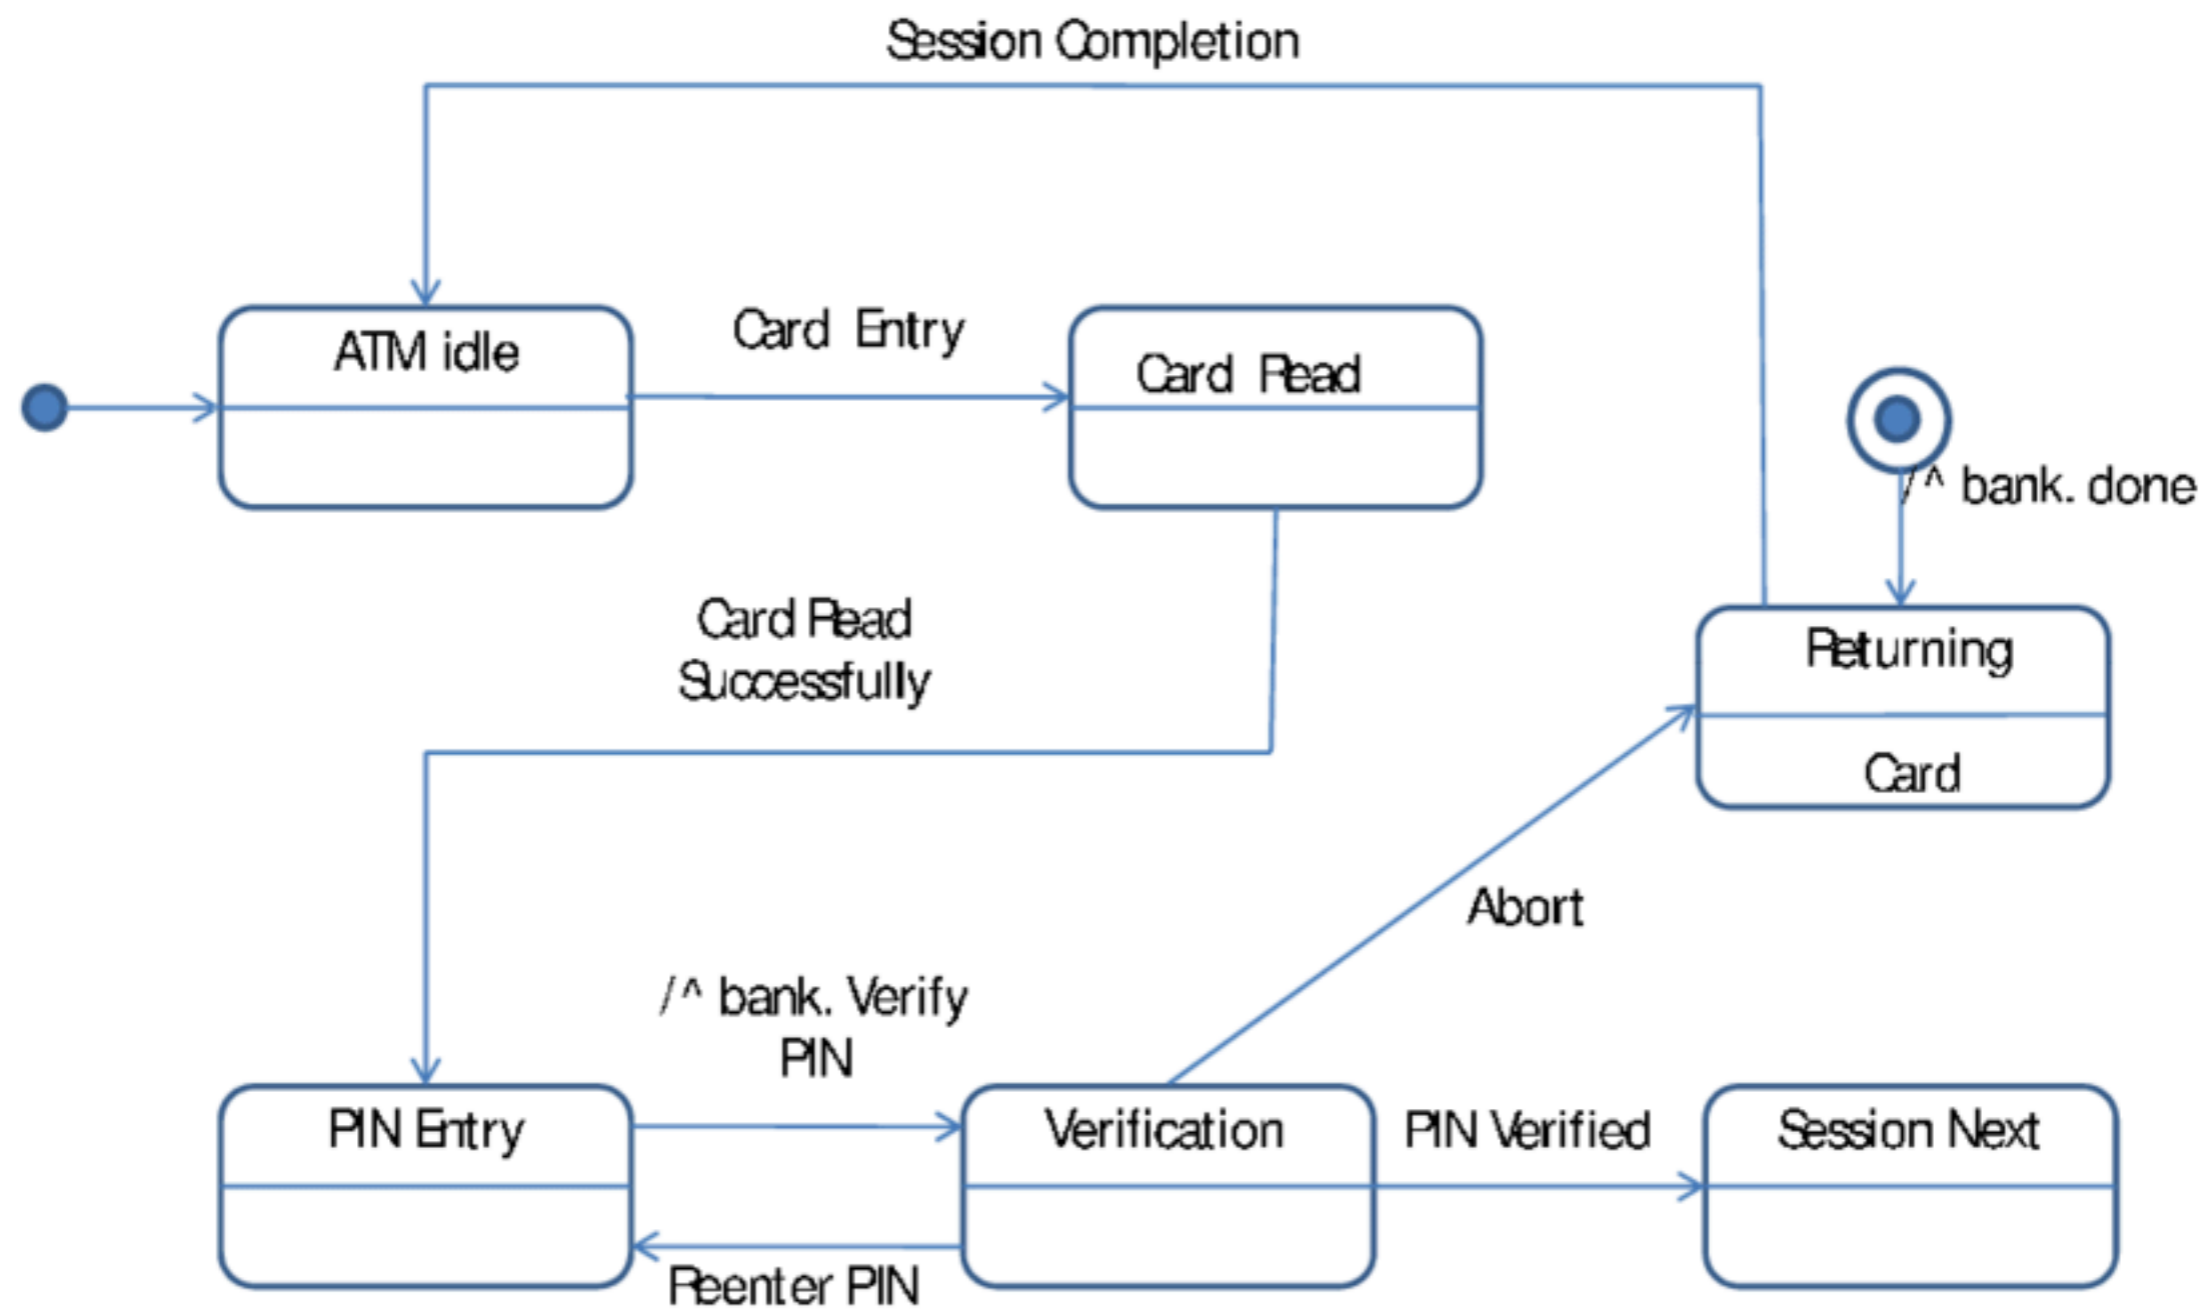 Session Completion
ATM idle
Card Entry
Card Read
/^ bank. done
Card Read
Successfully
Returning
Card
Abort
/^ bank. Verify
PIN
PIN Entry
Verification
PIN Verified
Session Next
Reenter PIN